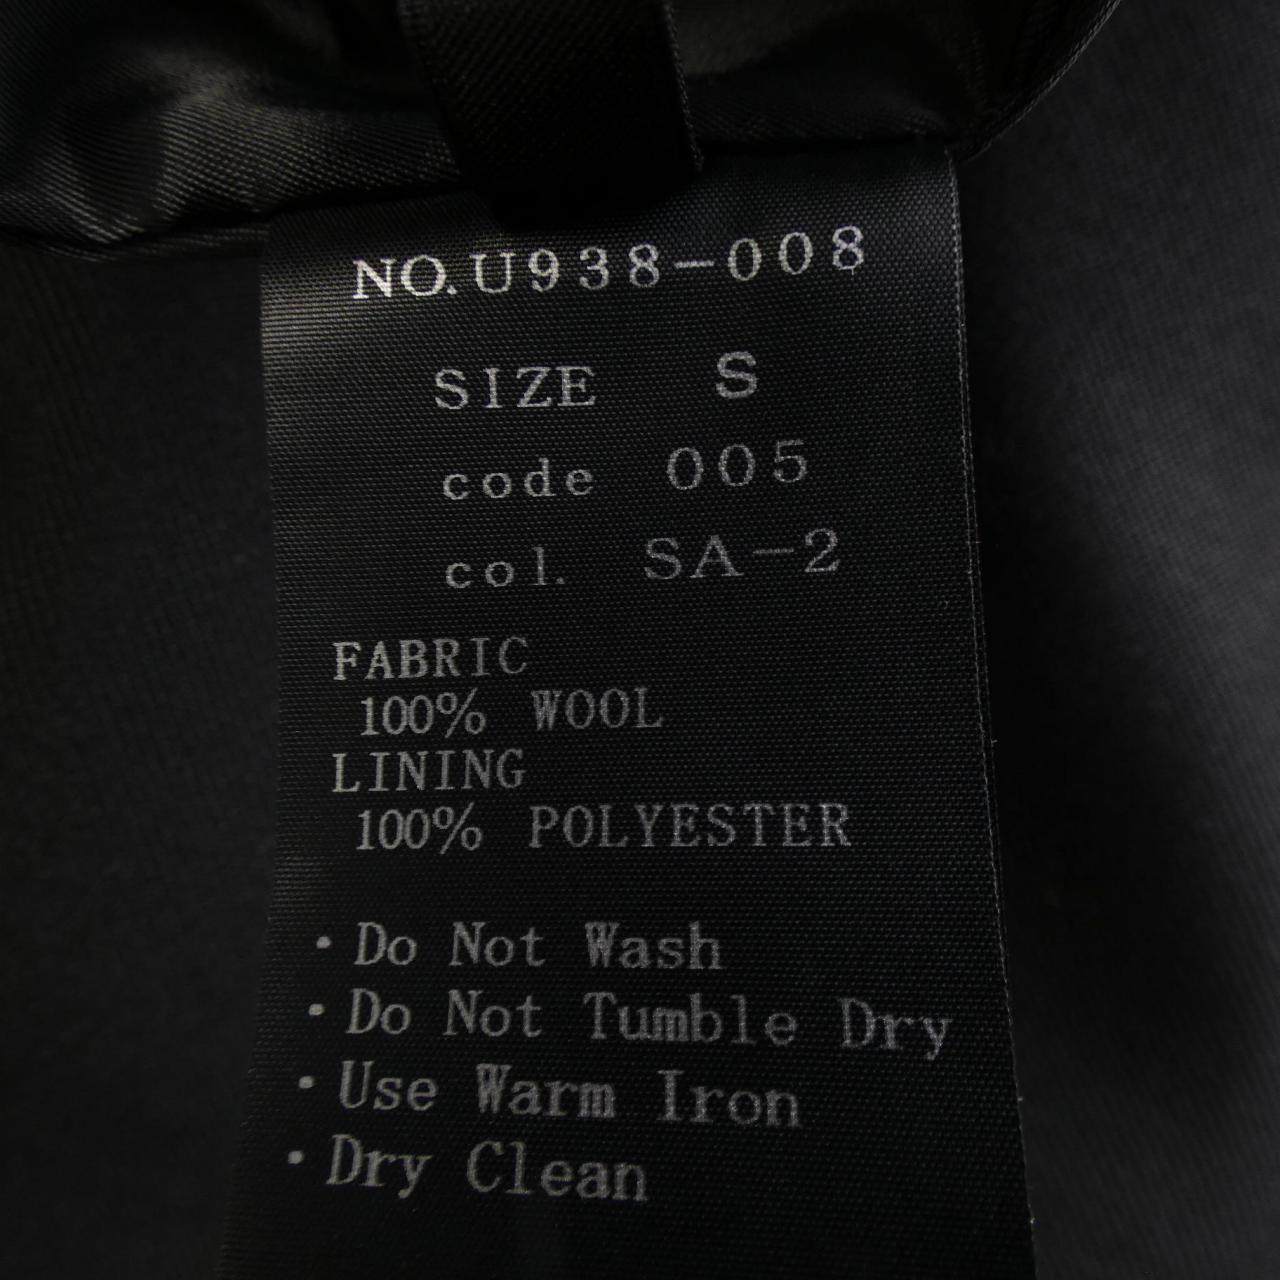 NO.U938-008
SIZE S
code 005
col. SA-2
FABRIC
100% WOOL
LINING
100% POLYESTER
・Do Not Wash
・Do Not Tumble Dry
・Use Warm Iron
・Dry Clean